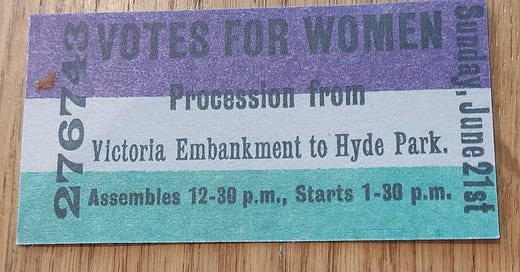 276743
VOTES FOR WOMEN
Procession from
Victoria Embankment to Hyde Park.
Assembles 12-30 p.m., Starts 1-30 p.m.
Sunday, June 21st